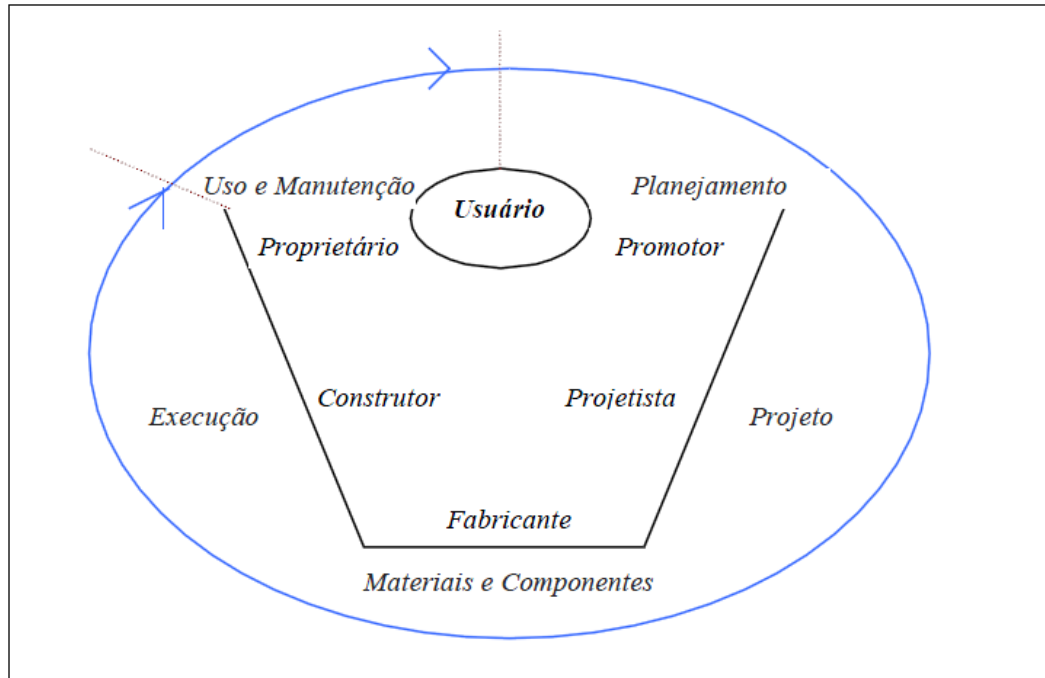 Uso e Manutenção
Usuário
Planejamento
Proprietário
Promotor
Construtor
Projetista
Execução
Projeto
Fabricante
Materiais e Componentes